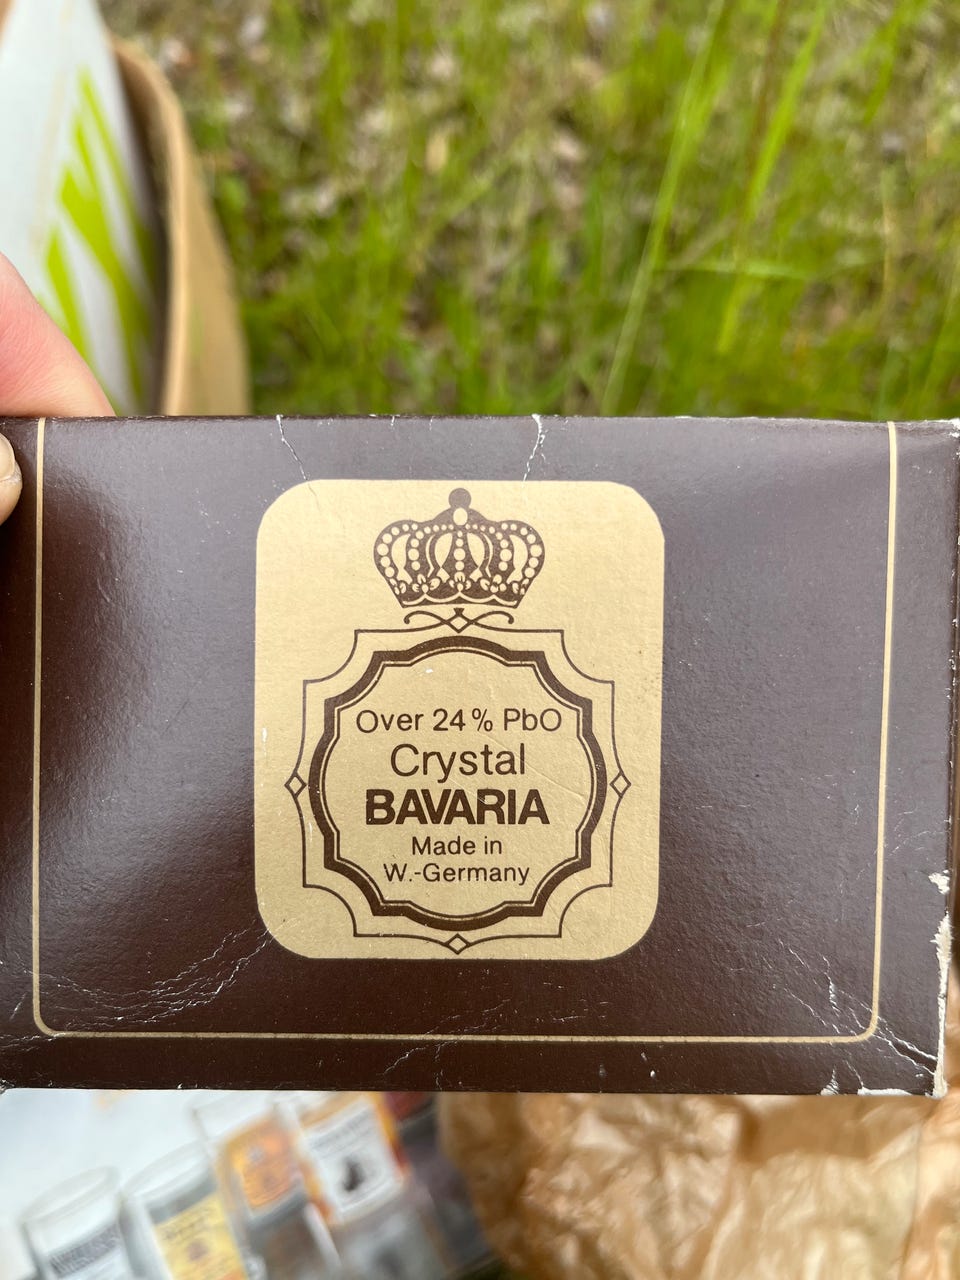 Over 24% PbO
Crystal
BAVARIA
Made in
W.-Germany